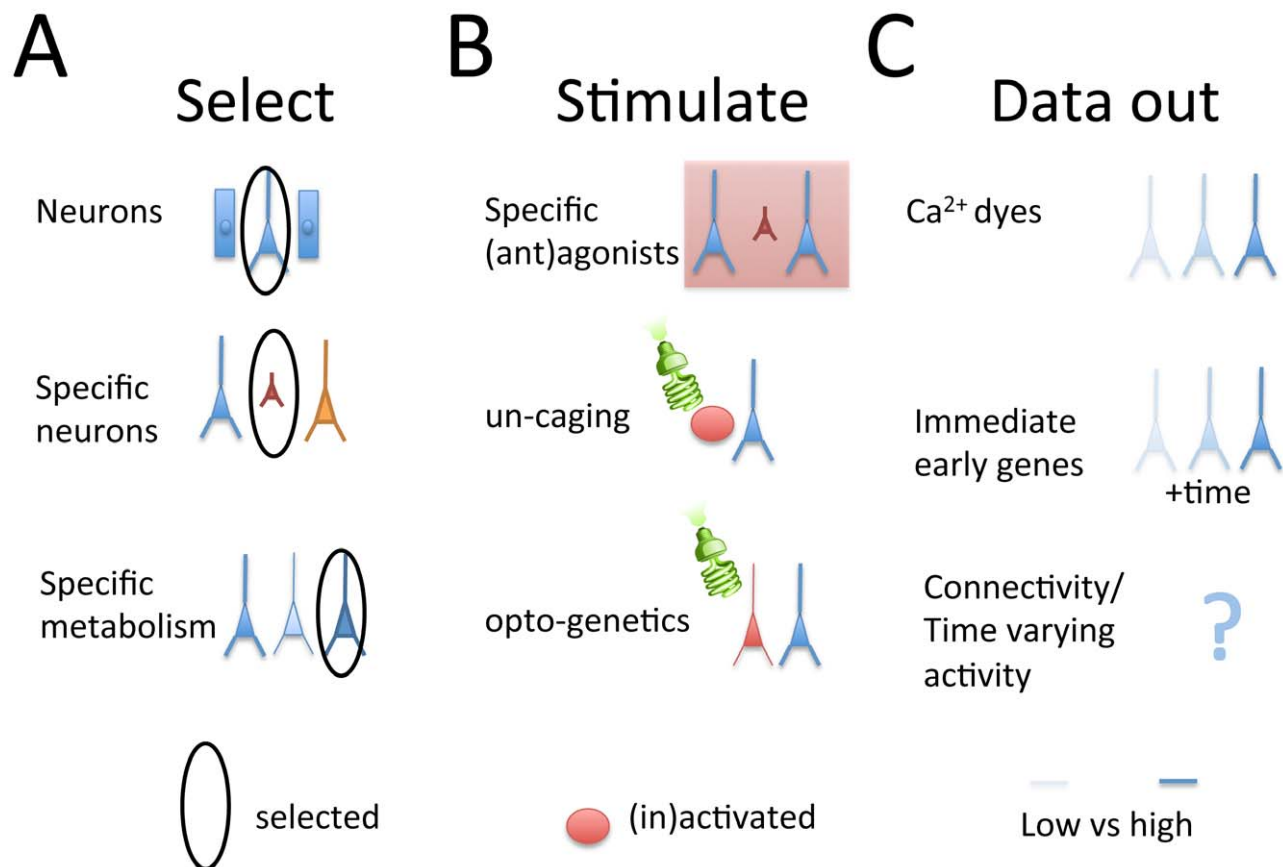 A
Select
Neurons
Specific
neurons
Specific
metabolism
selected
B
Stimulate
Specific
(ant)agonists
un-caging
opto-genetics
(in)activated
C
Data out
Ca²⁺ dyes
Immediate
early genes
+time
Connectivity/
Time varying
activity
?
Low vs high